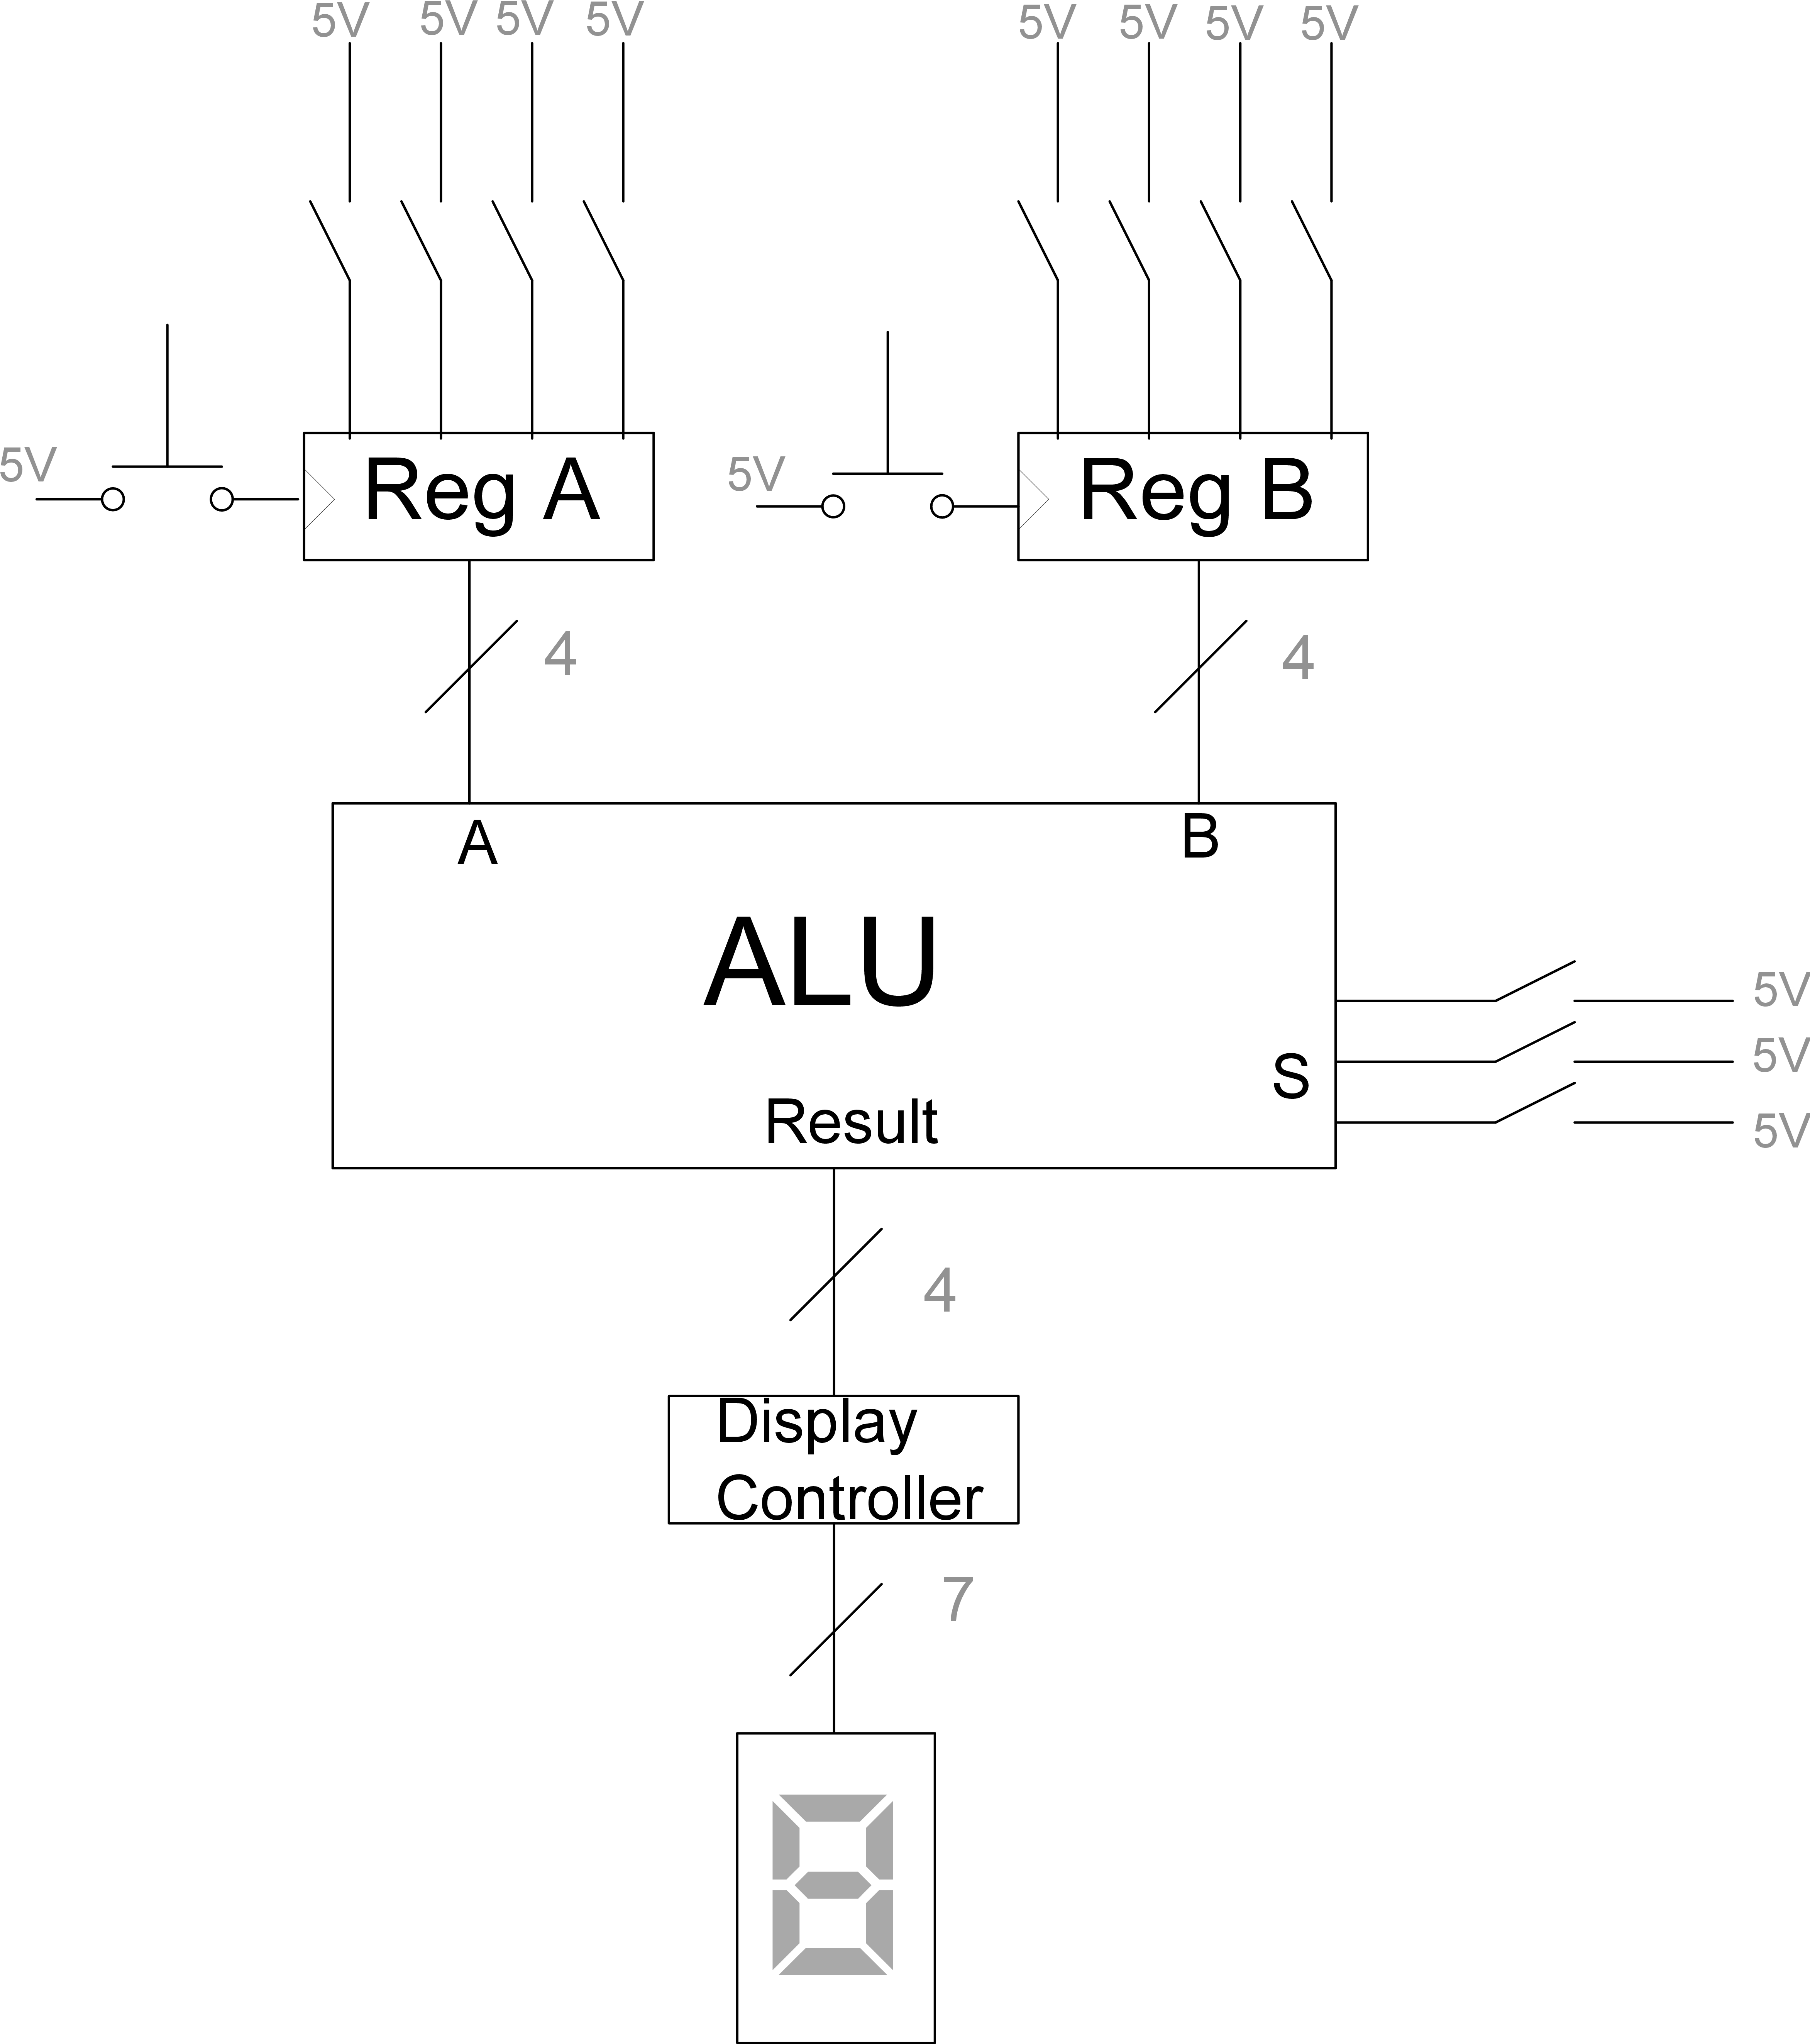 5V 5V 5V 5V 5V 5V 5V 5V
5V Reg A 5V Reg B
4 4
A B
ALU
5V
5V
S
5V
Result
4
Display
Controller
7